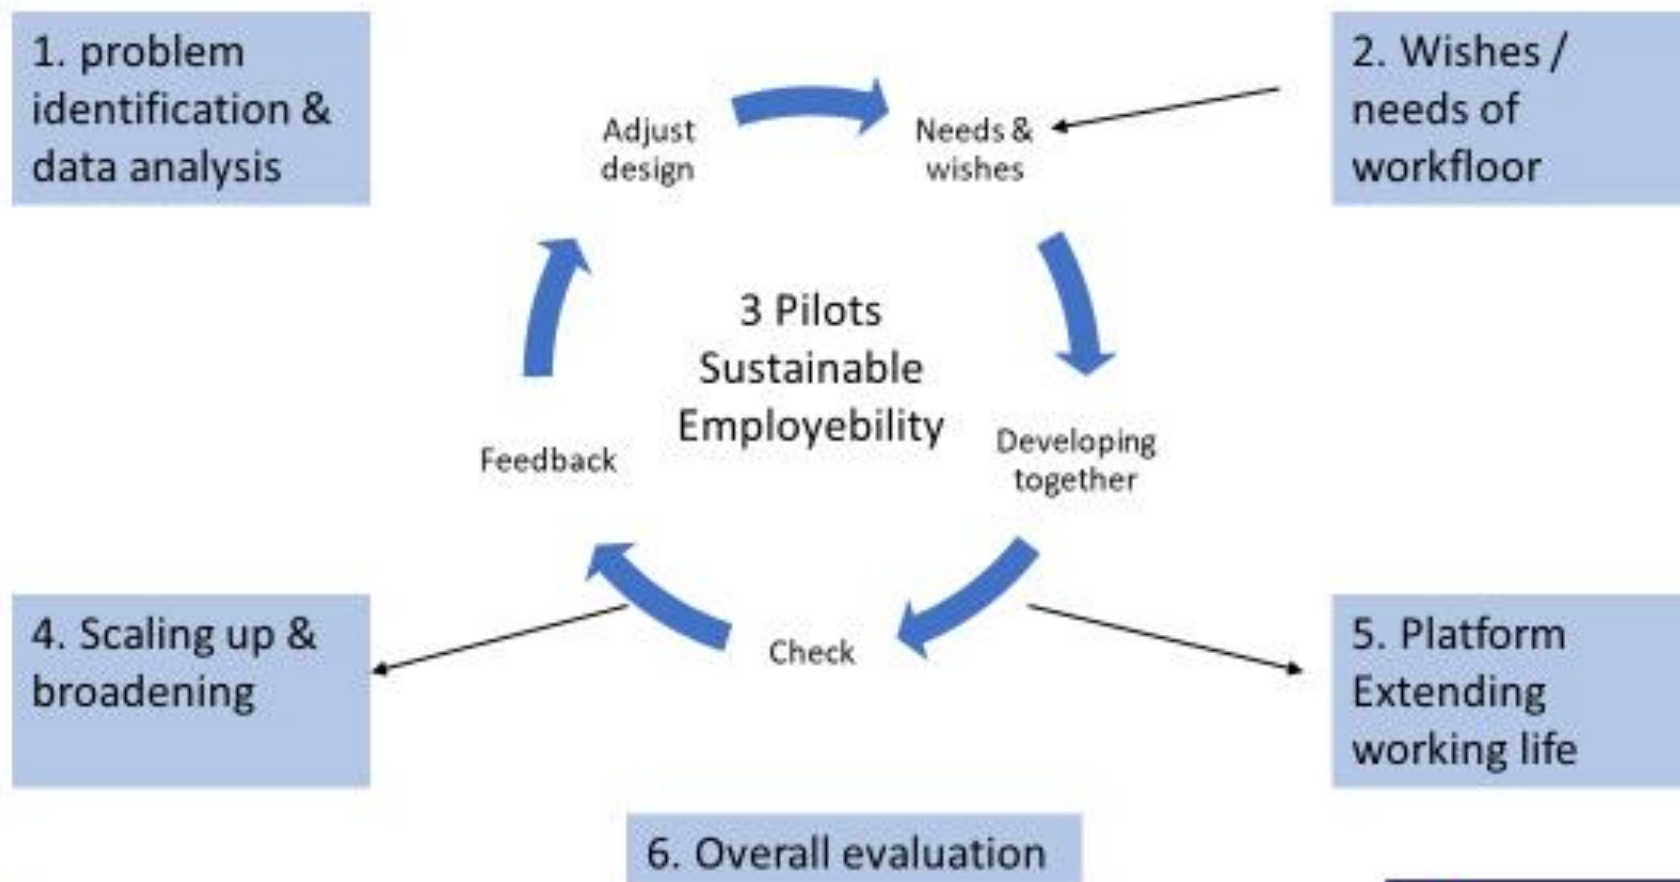 1. problem
identification &
data analysis
2. Wishes /
needs of
workfloor
Adjust
design
Needs &
wishes
3 Pilots
Sustainable
Employebility
Developing
together
Feedback
Check
4. Scaling up &
broadening
5. Platform
Extending
working life
6. Overall evaluation